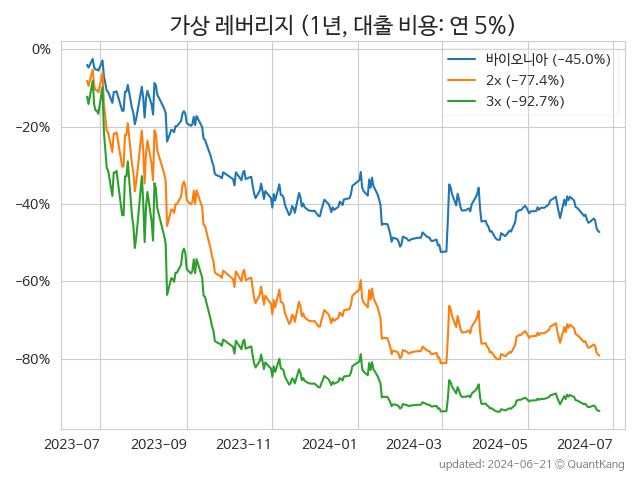 가상 레버리지 (1년, 대출 비용: 연 5%)
바이오니아 (−45.0%)
2x (−77.4%)
3x (−92.7%)
0%
−20%
−40%
−60%
−80%
2023−07 2023−09 2023−11 2024−01 2024−03 2024−05 2024−07
updated: 2024-06-21 © QuantKang